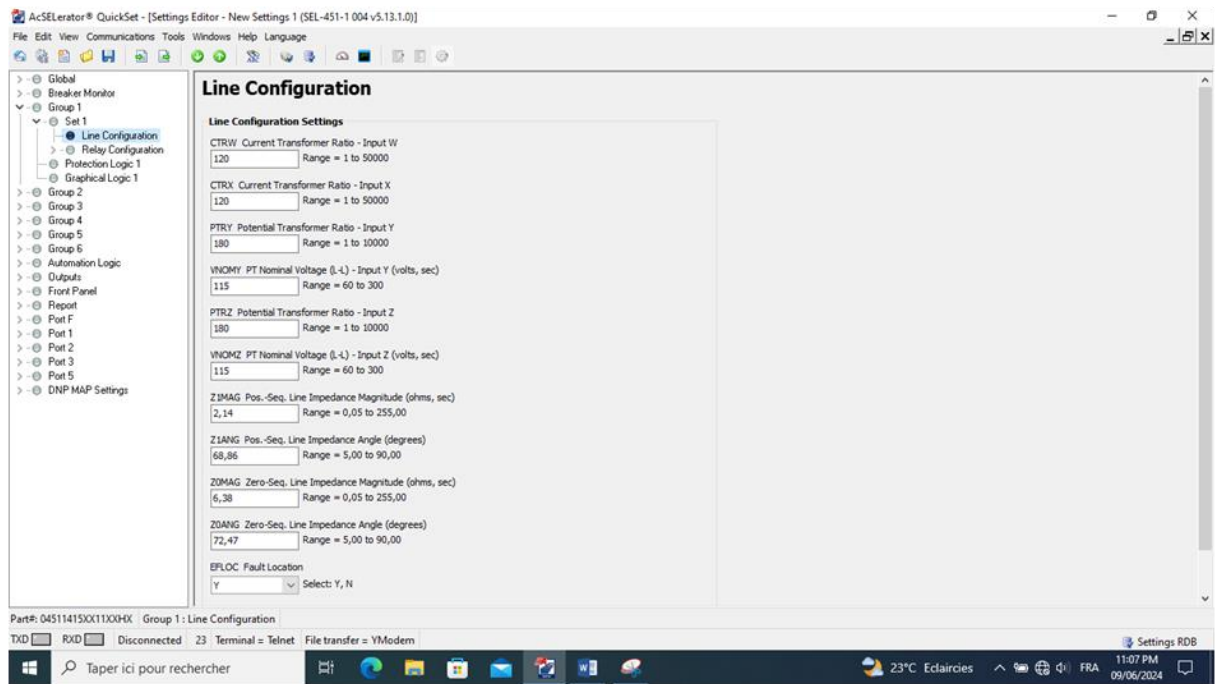 AcSELerator® QuickSet - [Settings Editor - New Settings 1 (SEL-451-1 004 v5.13.1.0)]
File Edit View Communications Tools Windows Help Language
Global
Breaker Monitor
Group 1
Set 1
Line Configuration
Relay Configuration
Protection Logic 1
Graphical Logic 1
Group 2
Group 3
Group 4
Group 5
Group 6
Automation Logic
Outputs
Front Panel
Report
Port F
Port 1
Port 2
Port 3
Port 5
DNP MAP Settings
Line Configuration
Line Configuration Settings
CTRW Current Transformer Ratio - Input W
120 Range = 1 to 50000
CTRX Current Transformer Ratio - Input X
120 Range = 1 to 50000
PTRY Potential Transformer Ratio - Input Y
180 Range = 1 to 10000
VNOMY PT Nominal Voltage (L-L) - Input Y (volts, sec)
115 Range = 60 to 300
PTRZ Potential Transformer Ratio - Input Z
180 Range = 1 to 10000
VNOMZ PT Nominal Voltage (L-L) - Input Z (volts, sec)
115 Range = 60 to 300
Z1MAG Pos.-Seq. Line Impedance Magnitude (ohms, sec)
2,14 Range = 0,05 to 255,00
Z1ANG Pos.-Seq. Line Impedance Angle (degrees)
68,86 Range = 5,00 to 90,00
Z0MAG Zero-Seq. Line Impedance Magnitude (ohms, sec)
6,38 Range = 0,05 to 255,00
Z0ANG Zero-Seq. Line Impedance Angle (degrees)
72,47 Range = 5,00 to 90,00
EFLOC Fault Location
Y Select: Y, N
Part#: 04511415XX11XXHX Group 1 : Line Configuration
TXD RXD Disconnected 23 Terminal = Telnet File transfer = YModem Settings RDB
Taper ici pour rechercher 23°C Eclaircies FRA 11:07 PM
09/06/2024